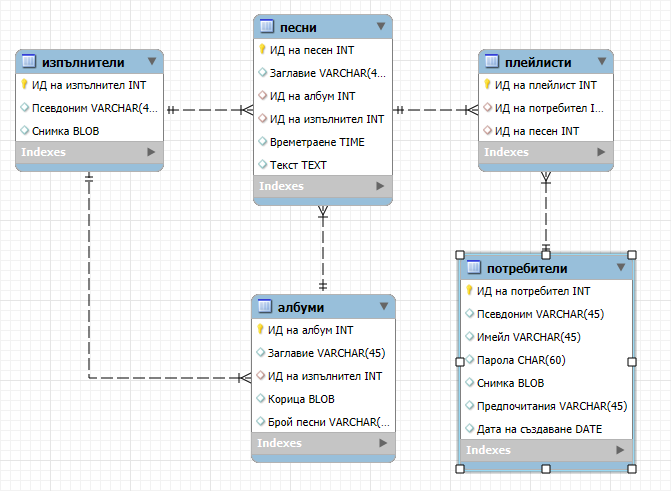 изпълнители
ИД на изпълнител INT
Псевдоним VARCHAR(4...
Снимка BLOB
Indexes
песни
ИД на песен INT
Заглавие VARCHAR(4...
ИД на албум INT
ИД на изпълнител INT
Времетраене TIME
Текст TEXT
Indexes
плейлисти
ИД на плейлист INT
ИД на потребител I...
ИД на песен INT
Indexes
албуми
ИД на албум INT
Заглавие VARCHAR(45)
ИД на изпълнител INT
Корица BLOB
Брой песни VARCHAR(...
Indexes
потребители
ИД на потребител INT
Псевдоним VARCHAR(45)
Имейл VARCHAR(45)
Парола CHAR(60)
Снимка BLOB
Предпочитания VARCHAR(45)
Дата на създаване DATE
Indexes